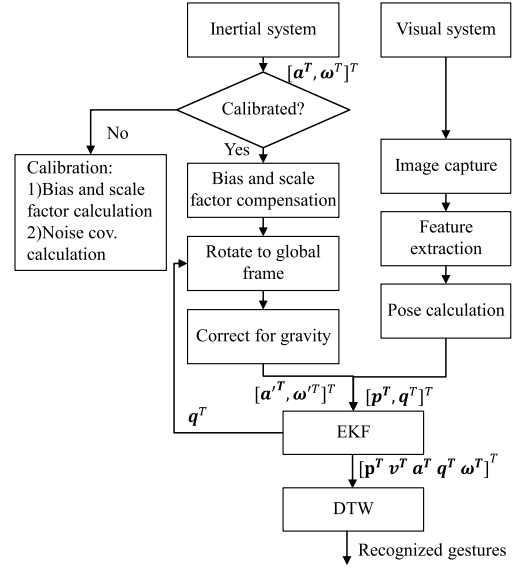 Inertial system
Visual system
[a^T, ω^T]^T
Calibrated?
No
Yes
Calibration:
1)Bias and scale
factor calculation
2)Noise cov.
calculation
Bias and scale
factor compensation
Image capture
Rotate to global
frame
Feature
extraction
Correct for gravity
Pose calculation
[a'^T, ω'^T]^T
[p^T, q^T]^T
q^T
EKF
[p^T v^T a^T q^T ω^T]^T
DTW
Recognized gestures